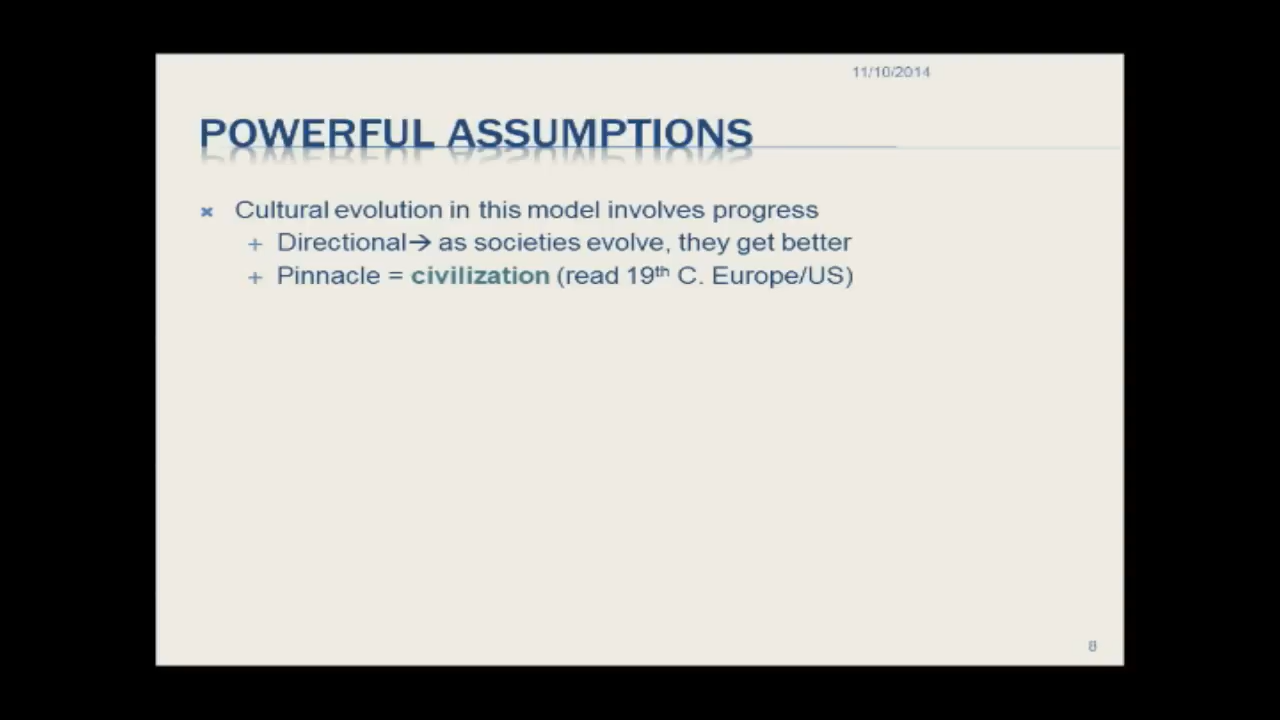 11/10/2014
POWERFUL ASSUMPTIONS
× Cultural evolution in this model involves progress
+ Directional→ as societies evolve, they get better
+ Pinnacle = civilization (read 19th C. Europe/US)
8